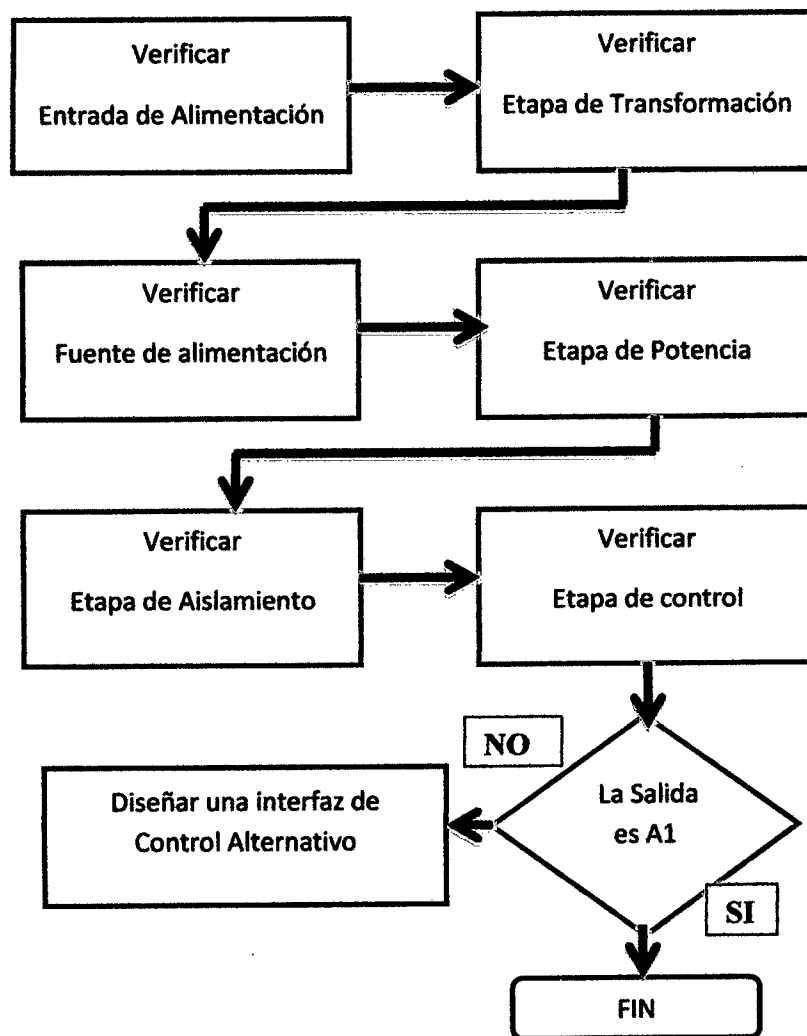 Verificar
Entrada de Alimentación
Verificar
Etapa de Transformación
Verificar
Fuente de alimentación
Verificar
Etapa de Potencia
Verificar
Etapa de Aislamiento
Verificar
Etapa de control
NO
La Salida
es A1
Diseñar una interfaz de
Control Alternativo
SI
FIN